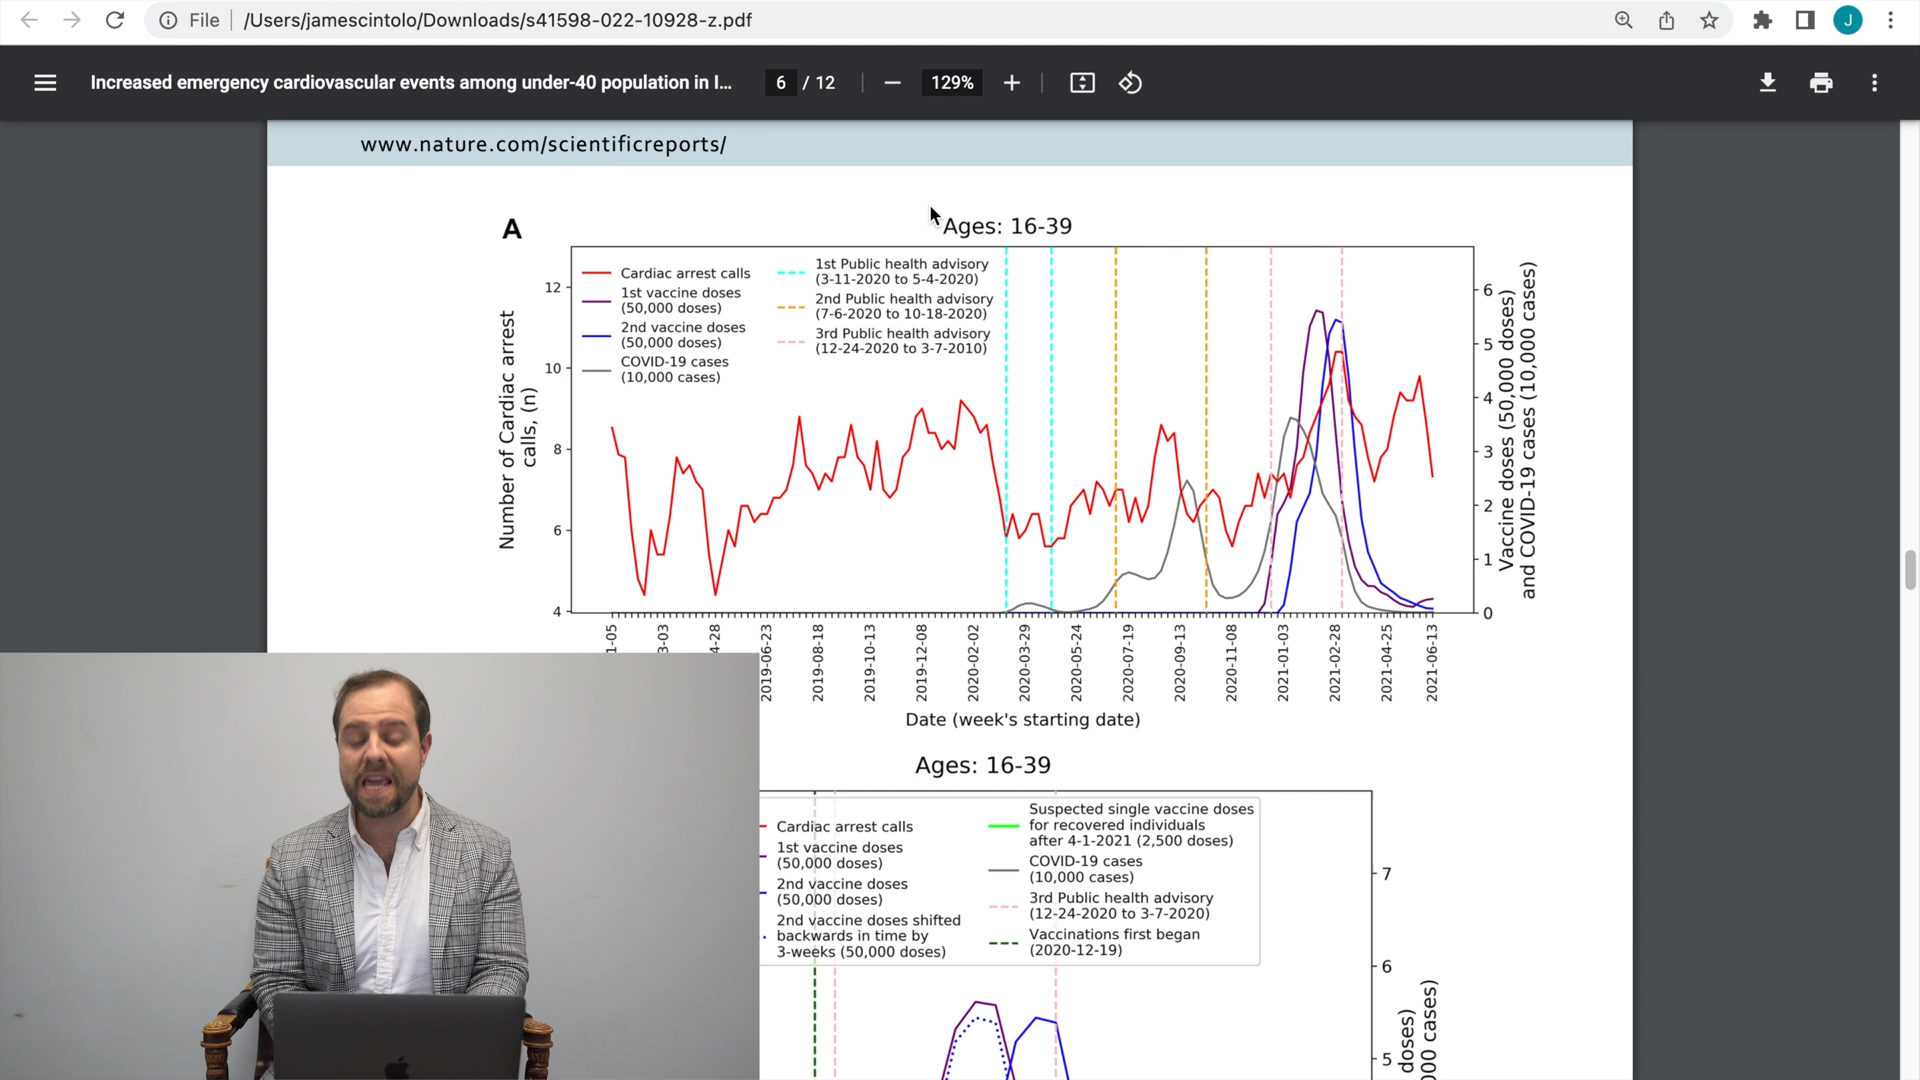 File
/Users/jamescintolo/Downloads/s41598-022-10928-z.pdf
J
Increased emergency cardiovascular events among under-40 population in I...
6 / 12
129%
www.nature.com/scientificreports/
A
Ages: 16-39
Cardiac arrest calls
1st vaccine doses
(50,000 doses)
2nd vaccine doses
(50,000 doses)
COVID-19 cases
(10,000 cases)
1st Public health advisory
(3-11-2020 to 5-4-2020)
2nd Public health advisory
(7-6-2020 to 10-18-2020)
3rd Public health advisory
(12-24-2020 to 3-7-2010)
Number of Cardiac arrest
calls, (n)
12
10
8
6
4
6
5
4
3
2
1
0
Vaccine doses (50,000 doses)
and COVID-19 cases (10,000 cases)
1-05
3-03
4-28
2019-06-23
2019-08-18
2019-10-13
2019-12-08
2020-02-02
2020-03-29
2020-05-24
2020-07-19
2020-09-13
2020-11-08
2021-01-03
2021-02-28
2021-04-25
2021-06-13
Date (week's starting date)
Ages: 16-39
Cardiac arrest calls
1st vaccine doses
(50,000 doses)
2nd vaccine doses
(50,000 doses)
2nd vaccine doses shifted
backwards in time by
3-weeks (50,000 doses)
Suspected single vaccine doses
for recovered individuals
after 4-1-2021 (2,500 doses)
COVID-19 cases
(10,000 cases)
3rd Public health advisory
(12-24-2020 to 3-7-2020)
Vaccinations first began
(2020-12-19)
7
6
5
doses)
000 cases)